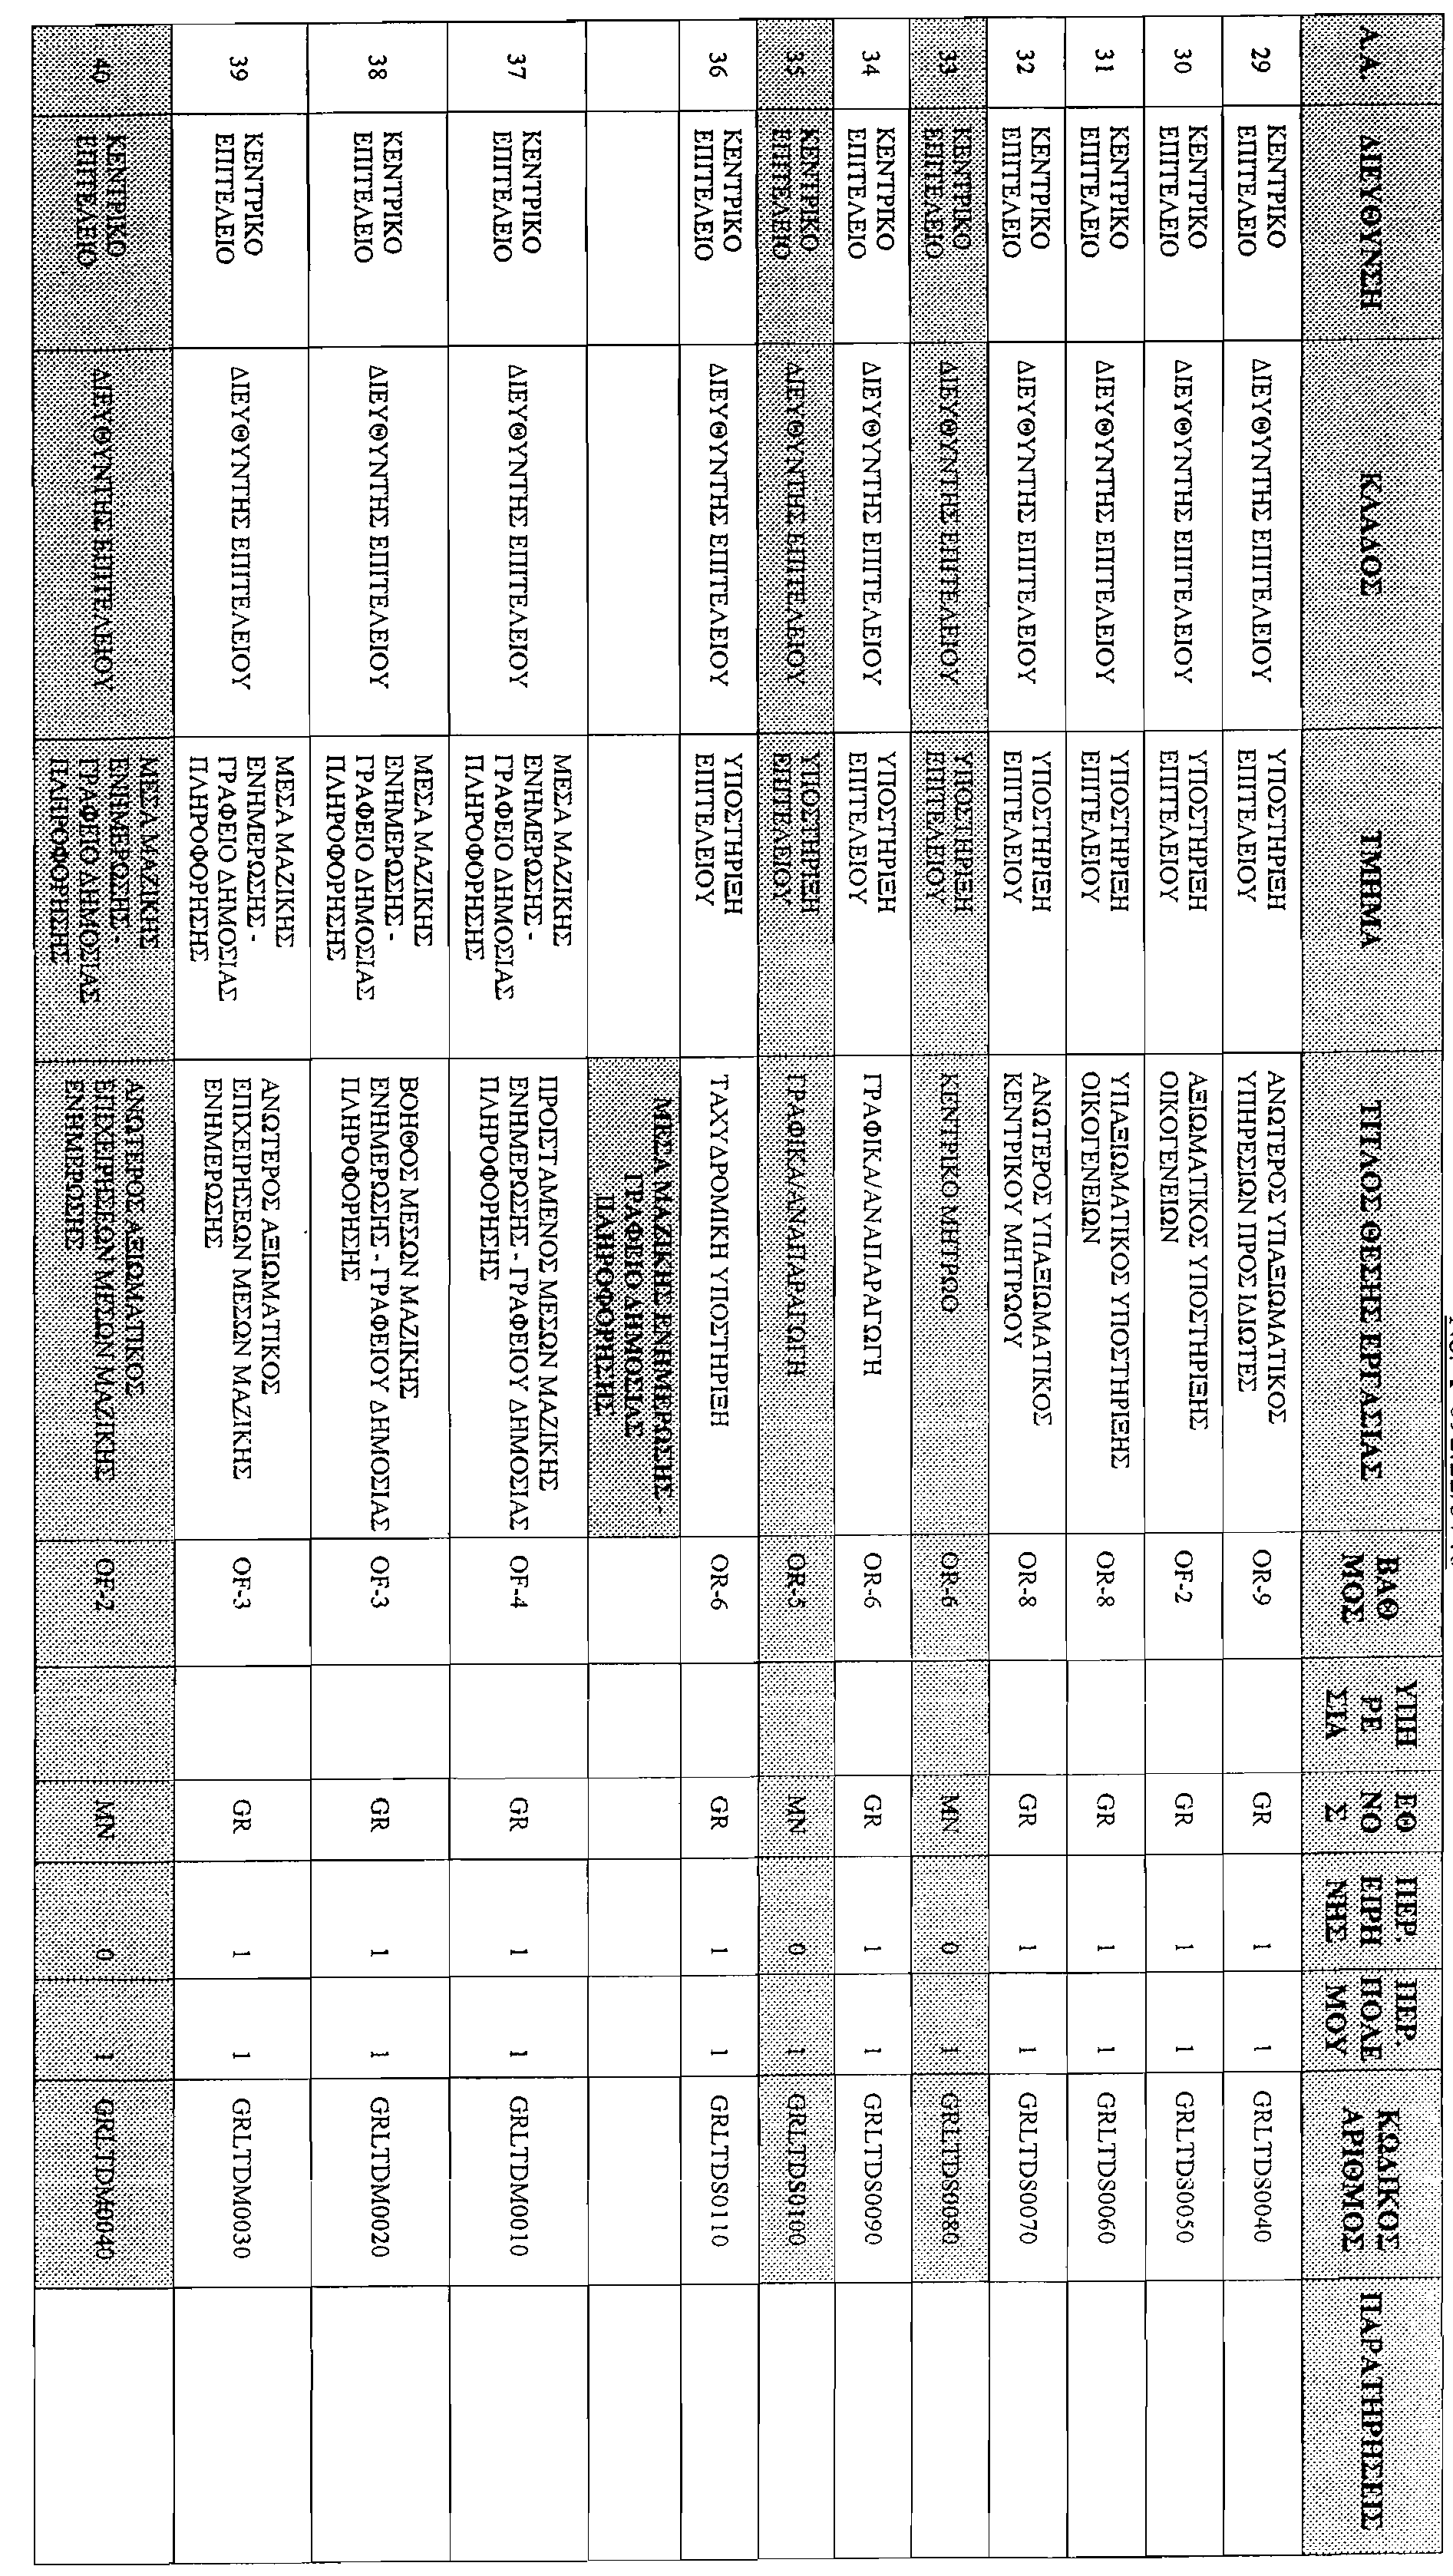 Α.Α. ΔΙΕΥΘΥΝΣΗ ΚΛΑΔΟΣ ΤΜΗΜΑ ΤΙΤΛΟΣ ΘΕΣΗΣ ΕΡΓΑΣΙΑΣ ΒΑΘ ΥΠΗ ΕΘ ΠΕΡ. ΠΕΡ. ΚΩΔΙΚΟΣ ΠΑΡΑΤΗΡΗΣΕΙΣ
ΜΟΣ ΡΕ ΝΟ ΕΙΡΗ ΠΟΛΕ ΑΡΙΘΜΟΣ
ΣΙΑ Σ ΝΗΣ ΜΟΥ
29 ΚΕΝΤΡΙΚΟ ΔΙΕΥΘΥΝΤΗΣ ΕΠΙΤΕΛΕΙΟΥ ΥΠΟΣΤΗΡΙΞΗ ΑΝΩΤΕΡΟΣ ΥΠΑΞΙΩΜΑΤΙΚΟΣ OR-9 GR 1 1 GRLTDS0040
ΕΠΙΤΕΛΕΙΟ ΕΠΙΤΕΛΕΙΟΥ ΥΠΗΡΕΣΙΩΝ ΠΡΟΣ ΙΔΙΩΤΕΣ
30 ΚΕΝΤΡΙΚΟ ΔΙΕΥΘΥΝΤΗΣ ΕΠΙΤΕΛΕΙΟΥ ΥΠΟΣΤΗΡΙΞΗ ΑΞΙΩΜΑΤΙΚΟΣ ΥΠΟΣΤΗΡΙΞΗΣ OF-2 GR 1 1 GRLTDS0050
ΕΠΙΤΕΛΕΙΟ ΕΠΙΤΕΛΕΙΟΥ ΟΙΚΟΓΕΝΕΙΩΝ
31 ΚΕΝΤΡΙΚΟ ΔΙΕΥΘΥΝΤΗΣ ΕΠΙΤΕΛΕΙΟΥ ΥΠΟΣΤΗΡΙΞΗ ΥΠΑΞΙΩΜΑΤΙΚΟΣ ΥΠΟΣΤΗΡΙΞΗΣ OR-8 GR 1 1 GRLTDS0060
ΕΠΙΤΕΛΕΙΟ ΕΠΙΤΕΛΕΙΟΥ ΟΙΚΟΓΕΝΕΙΩΝ
32 ΚΕΝΤΡΙΚΟ ΔΙΕΥΘΥΝΤΗΣ ΕΠΙΤΕΛΕΙΟΥ ΥΠΟΣΤΗΡΙΞΗ ΑΝΩΤΕΡΟΣ ΥΠΑΞΙΩΜΑΤΙΚΟΣ OR-8 GR 1 1 GRLTDS0070
ΕΠΙΤΕΛΕΙΟ ΕΠΙΤΕΛΕΙΟΥ ΚΕΝΤΡΙΚΟΥ ΜΗΤΡΩΟΥ
33 ΚΕΝΤΡΙΚΟ ΔΙΕΥΘΥΝΤΗΣ ΕΠΙΤΕΛΕΙΟΥ ΥΠΟΣΤΗΡΙΞΗ ΚΕΝΤΡΙΚΟ ΜΗΤΡΩΟ OR-6 MN 0 1 GRLTDS0080
ΕΠΙΤΕΛΕΙΟ ΕΠΙΤΕΛΕΙΟΥ
34 ΚΕΝΤΡΙΚΟ ΔΙΕΥΘΥΝΤΗΣ ΕΠΙΤΕΛΕΙΟΥ ΥΠΟΣΤΗΡΙΞΗ ΓΡΑΦΙΚΑ/ΑΝΑΠΑΡΑΓΩΓΗ OR-6 GR 1 1 GRLTDS0090
ΕΠΙΤΕΛΕΙΟ ΕΠΙΤΕΛΕΙΟΥ
35 ΚΕΝΤΡΙΚΟ ΔΙΕΥΘΥΝΤΗΣ ΕΠΙΤΕΛΕΙΟΥ ΥΠΟΣΤΗΡΙΞΗ ΓΡΑΦΙΚΑ/ΑΝΑΠΑΡΑΓΩΓΗ OR-5 MN 0 1 GRLTDS0100
ΕΠΙΤΕΛΕΙΟ ΕΠΙΤΕΛΕΙΟΥ
36 ΚΕΝΤΡΙΚΟ ΔΙΕΥΘΥΝΤΗΣ ΕΠΙΤΕΛΕΙΟΥ ΥΠΟΣΤΗΡΙΞΗ ΤΑΧΥΔΡΟΜΙΚΗ ΥΠΟΣΤΗΡΙΞΗ OR-6 GR 1 1 GRLTDS0110
ΕΠΙΤΕΛΕΙΟ ΕΠΙΤΕΛΕΙΟΥ
ΜΕΣΑ ΜΑΖΙΚΗΣ ΕΝΗΜΕΡΩΣΗΣ -
ΓΡΑΦΕΙΟ ΔΗΜΟΣΙΑΣ
ΠΛΗΡΟΦΟΡΗΣΗΣ
37 ΚΕΝΤΡΙΚΟ ΔΙΕΥΘΥΝΤΗΣ ΕΠΙΤΕΛΕΙΟΥ ΜΕΣΑ ΜΑΖΙΚΗΣ ΠΡΟΙΣΤΑΜΕΝΟΣ ΜΕΣΩΝ ΜΑΖΙΚΗΣ OF-4 GR 1 1 GRLTDM0010
ΕΠΙΤΕΛΕΙΟ ΕΝΗΜΕΡΩΣΗΣ - ΕΝΗΜΕΡΩΣΗΣ - ΓΡΑΦΕΙΟΥ ΔΗΜΟΣΙΑΣ
ΓΡΑΦΕΙΟ ΔΗΜΟΣΙΑΣ ΠΛΗΡΟΦΟΡΗΣΗΣ
ΠΛΗΡΟΦΟΡΗΣΗΣ
38 ΚΕΝΤΡΙΚΟ ΔΙΕΥΘΥΝΤΗΣ ΕΠΙΤΕΛΕΙΟΥ ΜΕΣΑ ΜΑΖΙΚΗΣ ΒΟΗΘΟΣ ΜΕΣΩΝ ΜΑΖΙΚΗΣ OF-3 GR 1 1 GRLTDM0020
ΕΠΙΤΕΛΕΙΟ ΕΝΗΜΕΡΩΣΗΣ - ΕΝΗΜΕΡΩΣΗΣ - ΓΡΑΦΕΙΟΥ ΔΗΜΟΣΙΑΣ
ΓΡΑΦΕΙΟ ΔΗΜΟΣΙΑΣ ΠΛΗΡΟΦΟΡΗΣΗΣ
ΠΛΗΡΟΦΟΡΗΣΗΣ
39 ΚΕΝΤΡΙΚΟ ΔΙΕΥΘΥΝΤΗΣ ΕΠΙΤΕΛΕΙΟΥ ΜΕΣΑ ΜΑΖΙΚΗΣ ΑΝΩΤΕΡΟΣ ΑΞΙΩΜΑΤΙΚΟΣ OF-3 GR 1 1 GRLTDM0030
ΕΠΙΤΕΛΕΙΟ ΕΝΗΜΕΡΩΣΗΣ - ΕΠΙΧΕΙΡΗΣΕΩΝ ΜΕΣΩΝ ΜΑΖΙΚΗΣ
ΓΡΑΦΕΙΟ ΔΗΜΟΣΙΑΣ ΕΝΗΜΕΡΩΣΗΣ
ΠΛΗΡΟΦΟΡΗΣΗΣ
40 ΚΕΝΤΡΙΚΟ ΔΙΕΥΘΥΝΤΗΣ ΕΠΙΤΕΛΕΙΟΥ ΜΕΣΑ ΜΑΖΙΚΗΣ ΑΝΩΤΕΡΟΣ ΑΞΙΩΜΑΤΙΚΟΣ OF-2 MN 0 1 GRLTDM0040
ΕΠΙΤΕΛΕΙΟ ΕΝΗΜΕΡΩΣΗΣ - ΕΠΙΧΕΙΡΗΣΕΩΝ ΜΕΣΩΝ ΜΑΖΙΚΗΣ
ΓΡΑΦΕΙΟ ΔΗΜΟΣΙΑΣ ΕΝΗΜΕΡΩΣΗΣ
ΠΛΗΡΟΦΟΡΗΣΗΣ